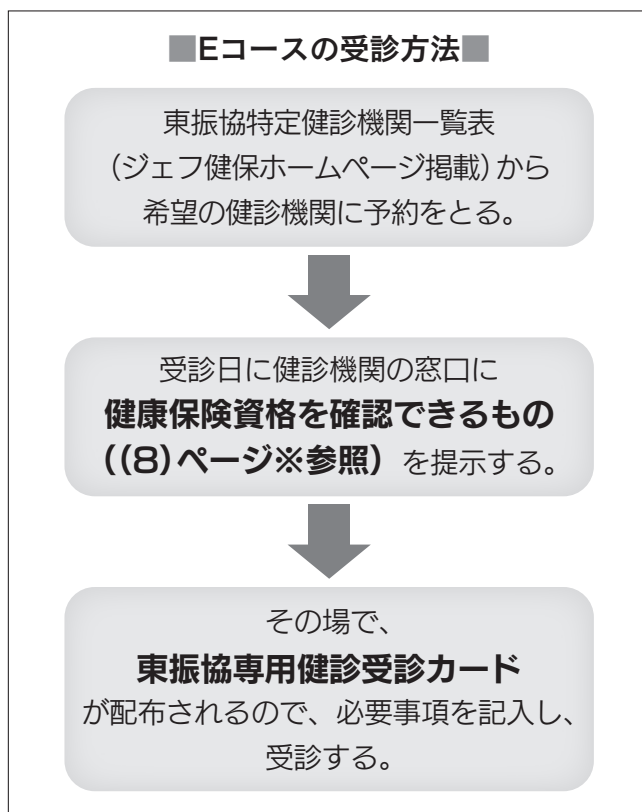 ■Eコースの受診方法■
東振協特定健診機関一覧表
（ジェフ健保ホームページ掲載）から
希望の健診機関に予約をとる。
受診日に健診機関の窓口に
健康保険資格を確認できるもの
（(8)ページ※参照）を提示する。
その場で、
東振協専用健診受診カード
が配布されるので、必要事項を記入し、
受診する。